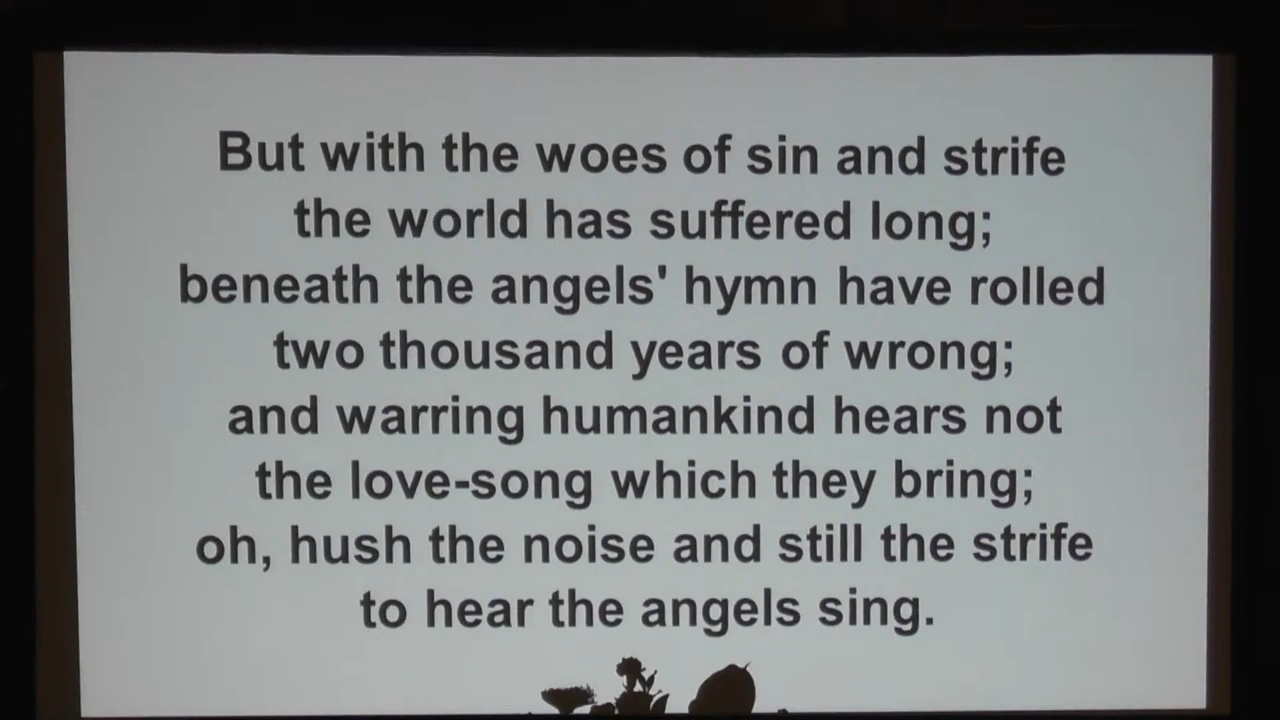 But with the woes of sin and strife
the world has suffered long;
beneath the angels' hymn have rolled
two thousand years of wrong;
and warring humankind hears not
the love-song which they bring;
oh, hush the noise and still the strife
to hear the angels sing.